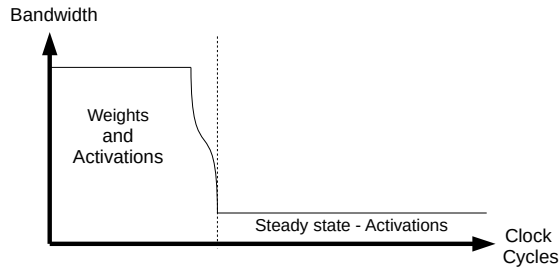 Bandwidth
Weights
and
Activations
Steady state - Activations
Clock
Cycles